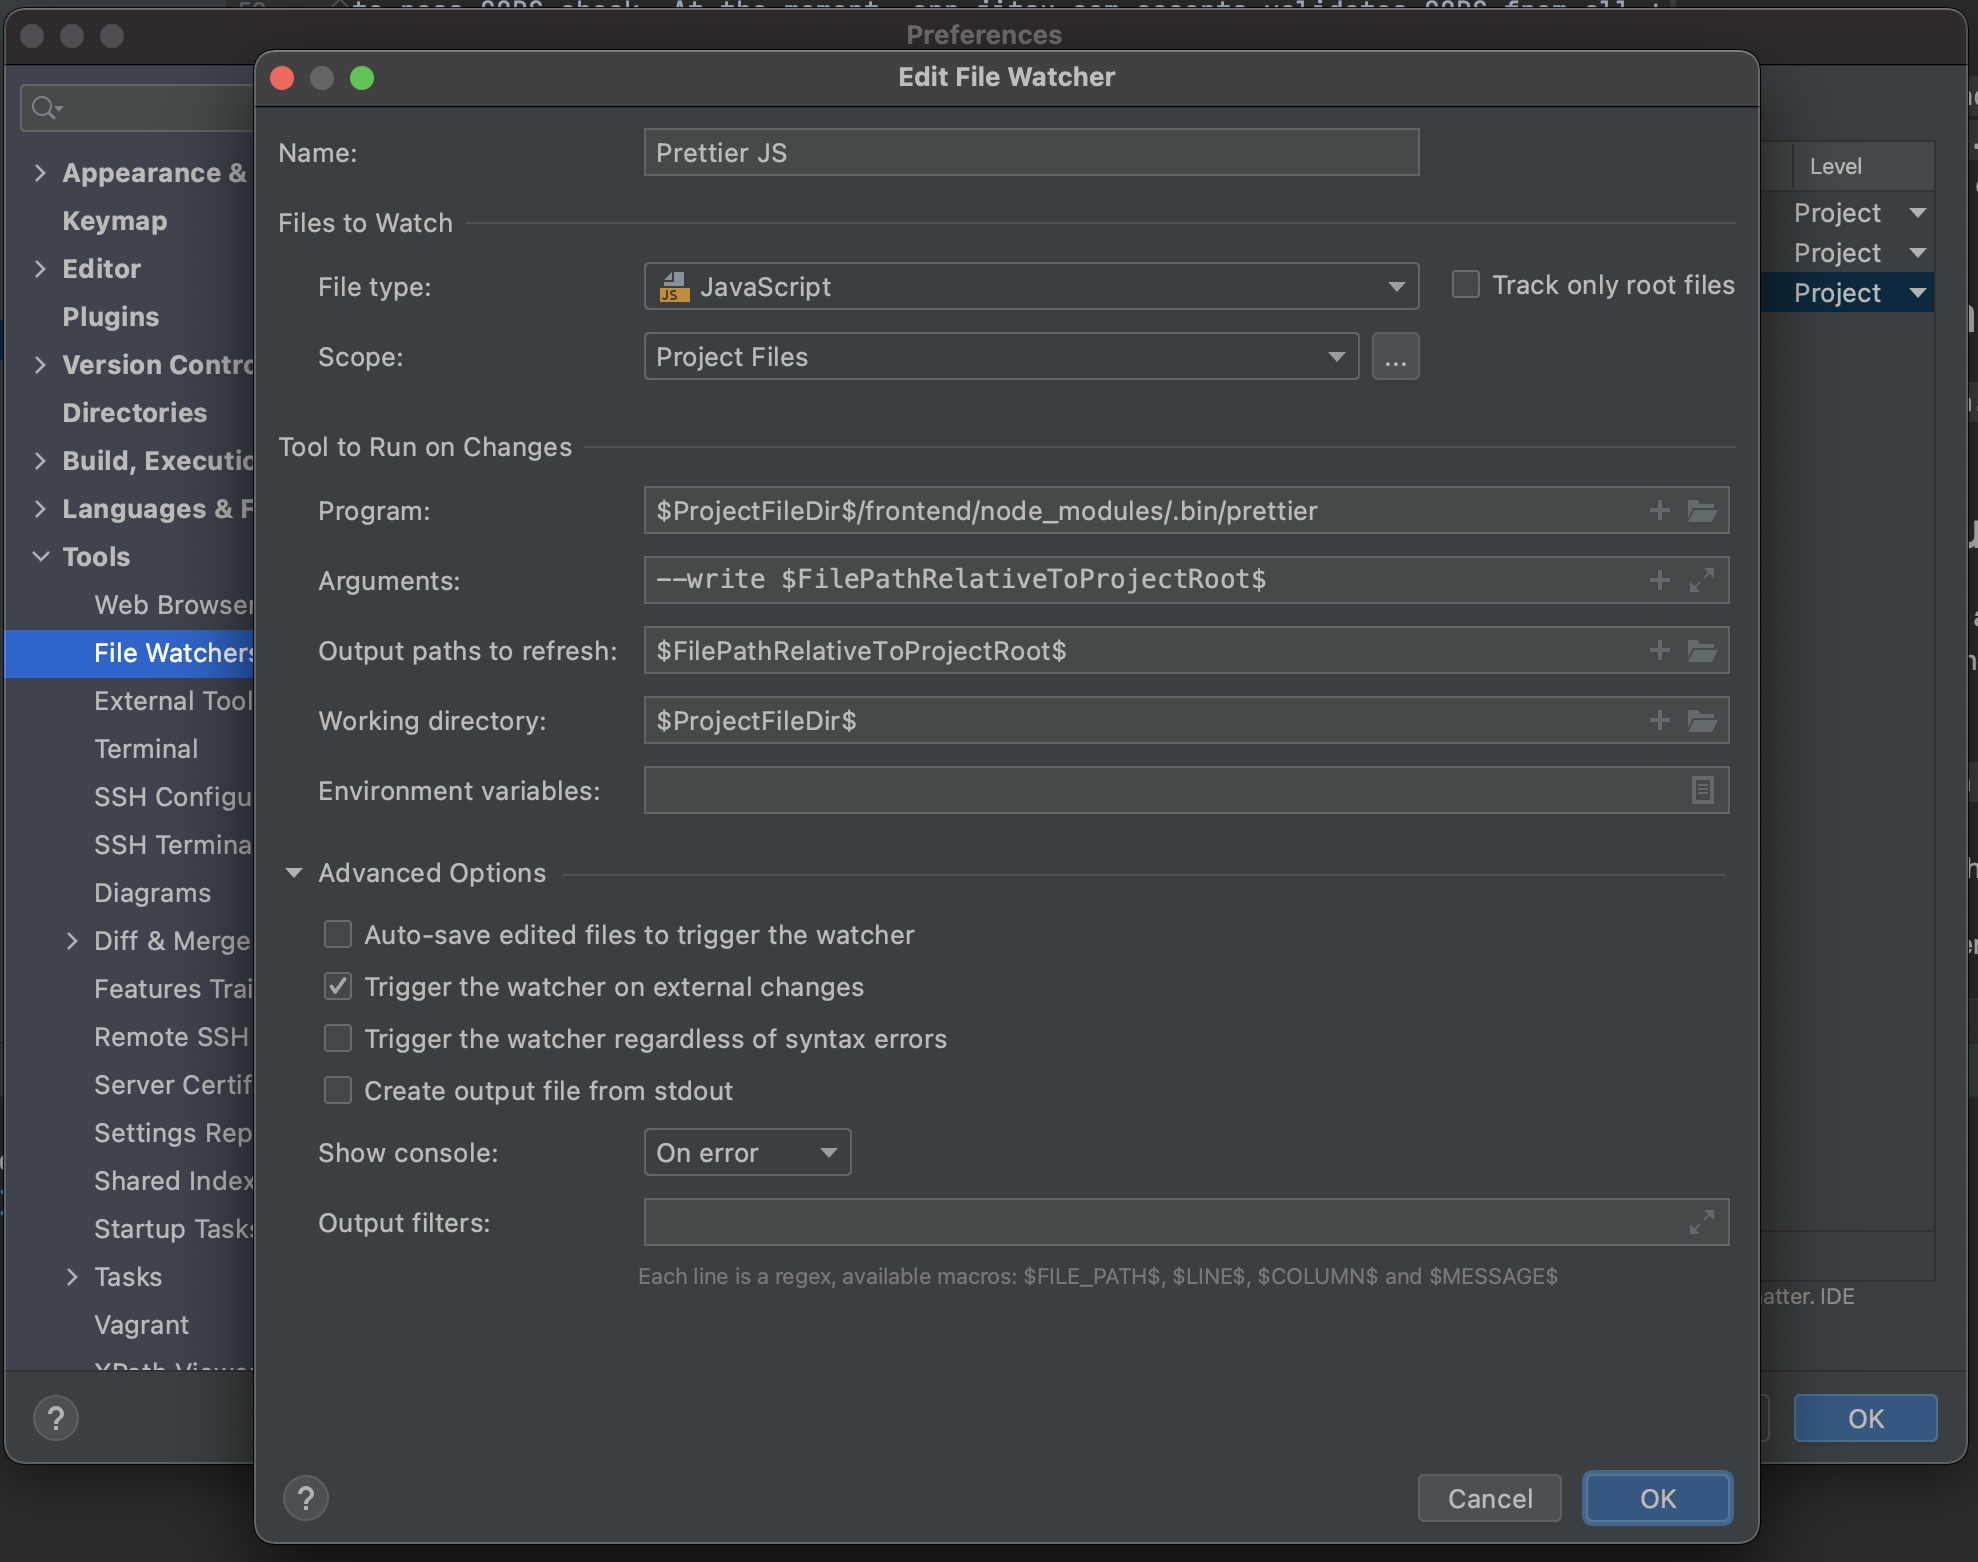 Preferences
Edit File Watcher
Name:
Prettier JS
Files to Watch
File type:
JavaScript
Track only root files
Scope:
Project Files
...
Tool to Run on Changes
Program:
$ProjectFileDir$/frontend/node_modules/.bin/prettier
Arguments:
--write $FilePathRelativeToProjectRoot$
Output paths to refresh:
$FilePathRelativeToProjectRoot$
Working directory:
$ProjectFileDir$
Environment variables:
Advanced Options
Auto-save edited files to trigger the watcher
Trigger the watcher on external changes
Trigger the watcher regardless of syntax errors
Create output file from stdout
Show console:
On error
Output filters:
Each line is a regex, available macros: $FILE_PATH$, $LINE$, $COLUMN$ and $MESSAGE$
?
Cancel
OK
Appearance &
Keymap
Editor
Plugins
Version Contro
Directories
Build, Executio
Languages & F
Tools
Web Browser
File Watchers
External Tool
Terminal
SSH Configu
SSH Termina
Diagrams
Diff & Merge
Features Trai
Remote SSH
Server Certif
Settings Rep
Shared Index
Startup Tasks
Tasks
Vagrant
?
Level
Project
Project
Project
atter. IDE
OK